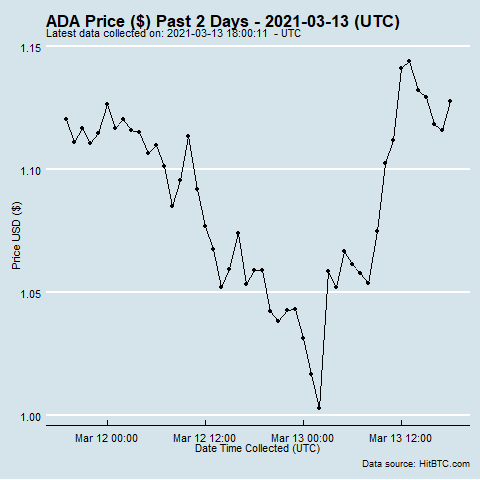 ADA Price ($) Past 2 Days - 2021-03-13 (UTC)
Latest data collected on: 2021-03-13 18:00:11 - UTC
1.15
1.10
1.05
1.00
Price USD ($)
Mar 12 00:00 Mar 12 12:00 Mar 13 00:00 Mar 13 12:00
Date Time Collected (UTC)
Data source: HitBTC.com